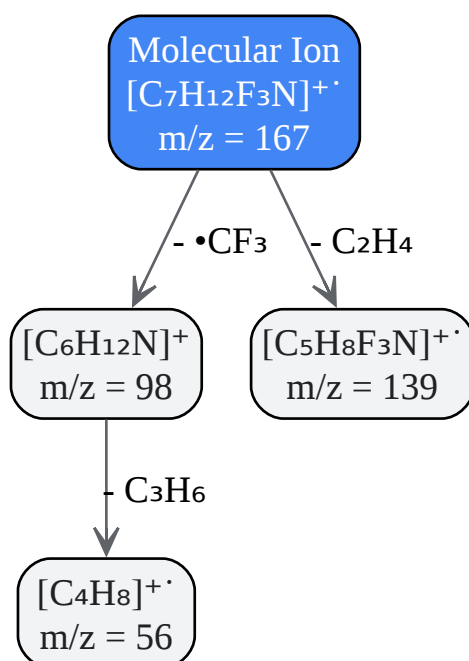 Molecular Ion
[C₇H₁₂F₃N]⁺˙
m/z = 167
- •CF₃
- C₂H₄
[C₆H₁₂N]⁺
m/z = 98
[C₅H₈F₃N]⁺˙
m/z = 139
- C₃H₆
[C₄H₈]⁺˙
m/z = 56